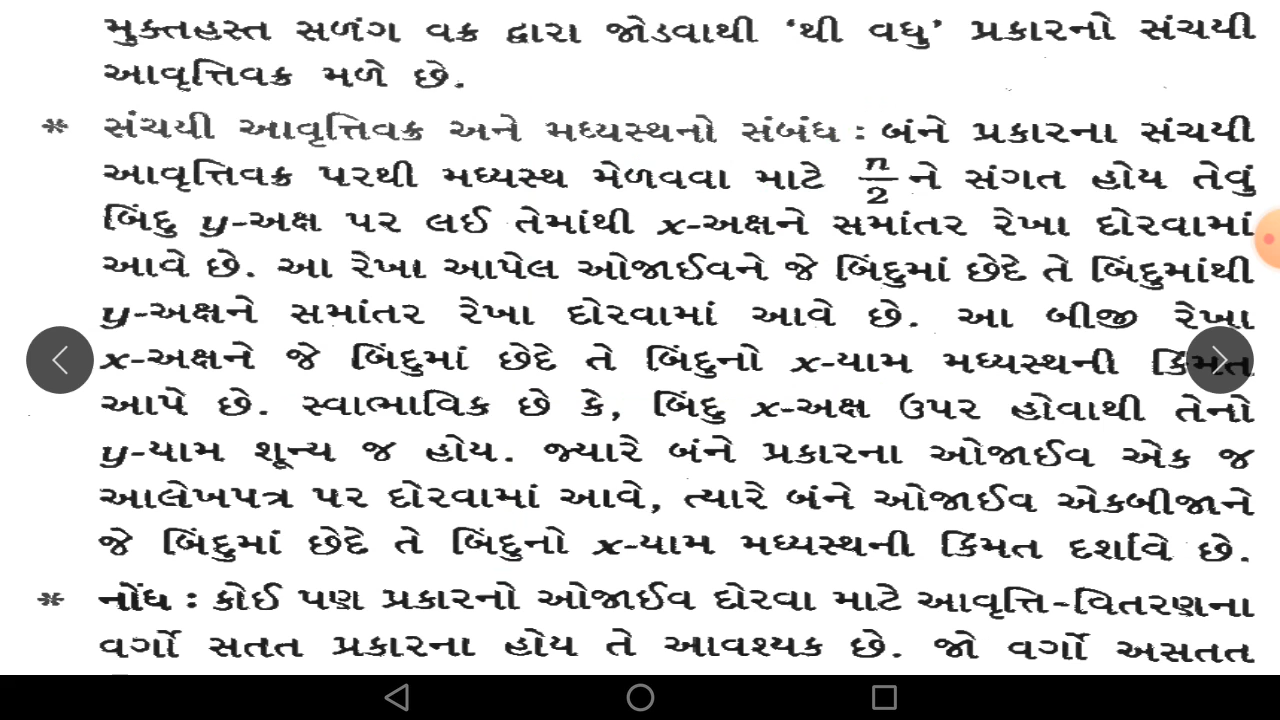 મુક્તહસ્ત સળંગ વક્ર દ્વારા જોડવાથી ‘થી વધુ’ પ્રકારનો સંચયી
આવૃત્તિવક્ર મળે છે.
* સંચયી આવૃત્તિવક્ર અને મધ્યસ્થનો સંબંધ : બંને પ્રકારના સંચયી
આવૃત્તિવક્ર પરથી મધ્યસ્થ મેળવવા માટે n/2 ને સંગત હોય તેવું
બિંદુ y-અક્ષ પર લઈ તેમાંથી x-અક્ષને સમાંતર રેખા દોરવામાં
આવે છે. આ રેખા આપેલ ઓજાઈવને જે બિંદુમાં છેદે તે બિંદુમાંથી
y-અક્ષને સમાંતર રેખા દોરવામાં આવે છે. આ બીજી રેખા
x-અક્ષને જે બિંદુમાં છેદે તે બિંદુનો x-યામ મધ્યસ્થની કિંમત
આપે છે. સ્વાભાવિક છે કે, બિંદુ x-અક્ષ ઉપર હોવાથી તેનો
y-યામ શૂન્ય જ હોય. જ્યારે બંને પ્રકારના ઓજાઈવ એક જ
આલેખપત્ર પર દોરવામાં આવે, ત્યારે બંને ઓજાઈવ એકબીજાને
જે બિંદુમાં છેદે તે બિંદુનો x-યામ મધ્યસ્થની કિંમત દર્શાવે છે.
* નોંધ : કોઈ પણ પ્રકારનો ઓજાઈવ દોરવા માટે આવૃત્તિ-વિતરણના
વર્ગો સતત પ્રકારના હોય તે આવશ્યક છે. જો વર્ગો અસતત